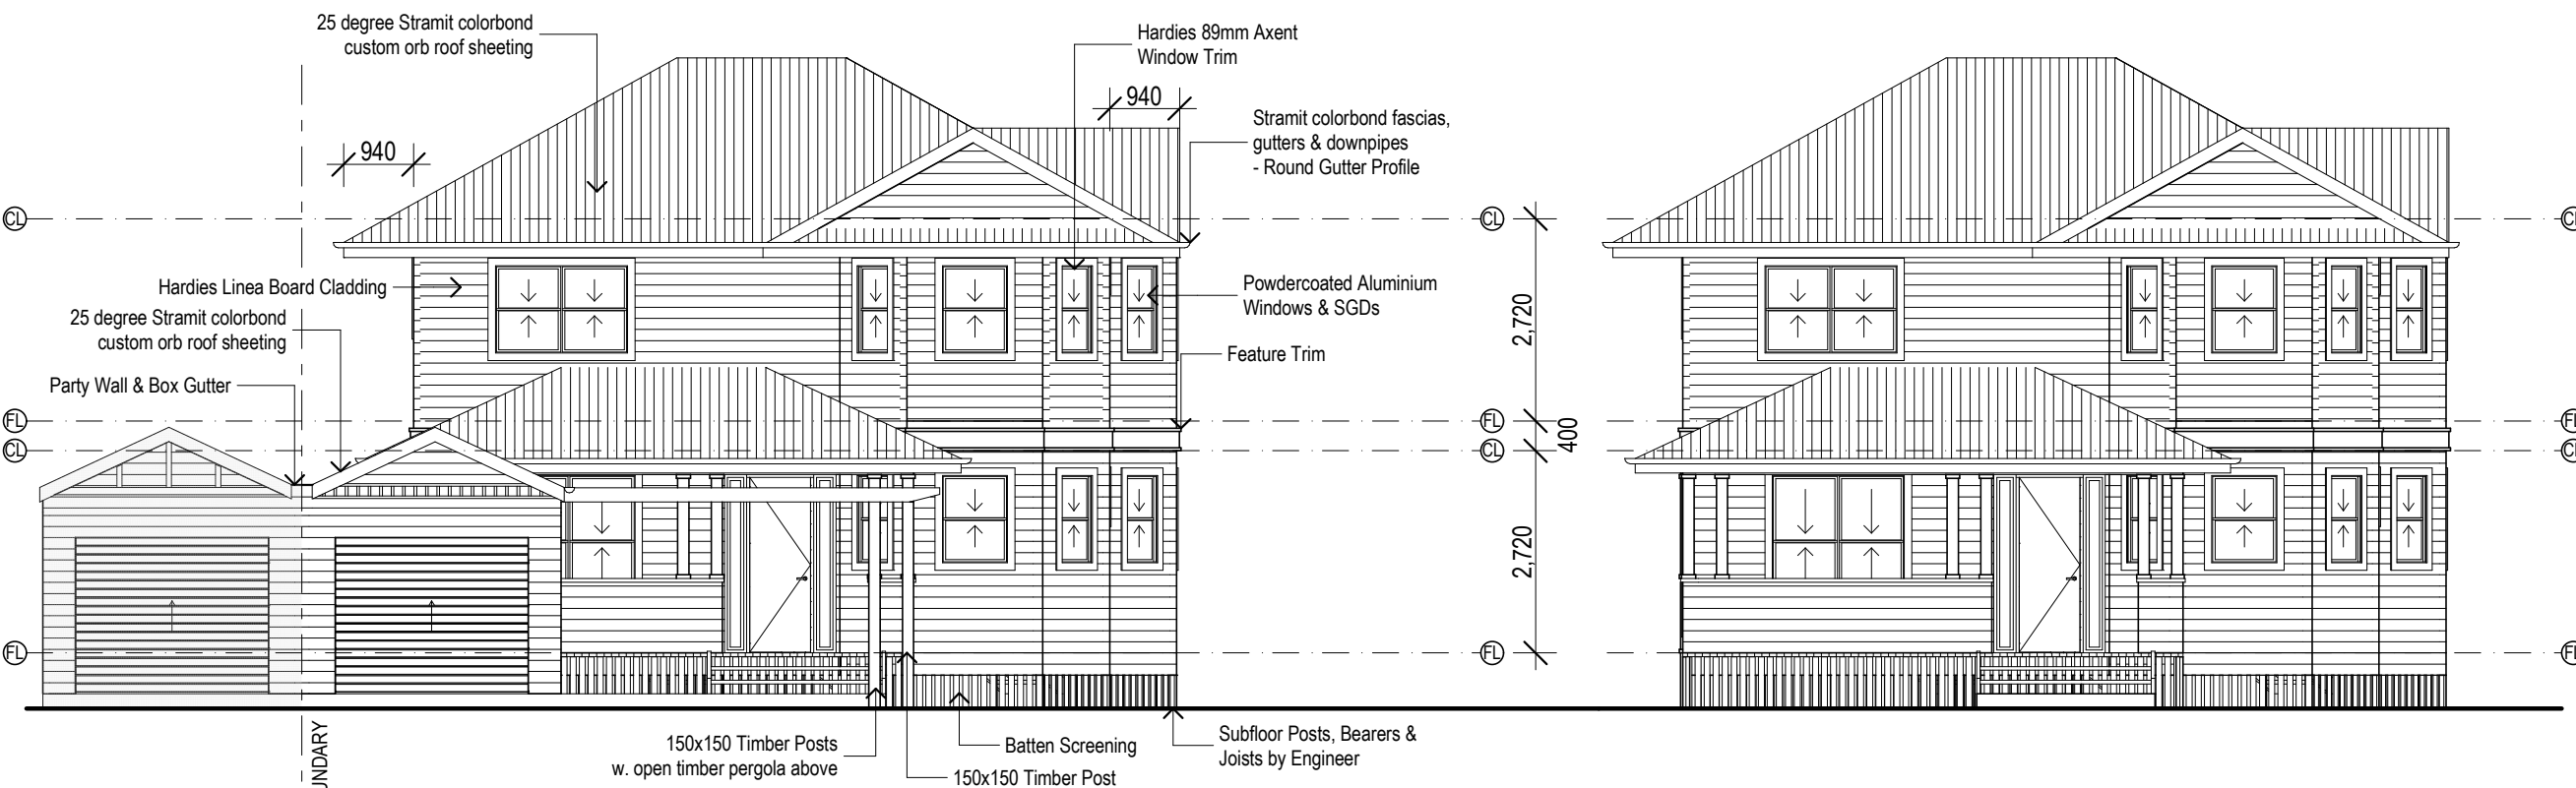 25 degree Stramit colorbond
custom orb roof sheeting
Hardies 89mm Axent
Window Trim
940
940
Stramit colorbond fascias,
gutters & downpipes
- Round Gutter Profile
CL
CL
Hardies Linea Board Cladding
Powdercoated Aluminium
Windows & SGDs
2,720
25 degree Stramit colorbond
custom orb roof sheeting
Feature Trim
Party Wall & Box Gutter
FL
FL
400
CL
CL
2,720
FL
FL
UNDARY
150x150 Timber Posts
w. open timber pergola above
Batten Screening
150x150 Timber Post
Subfloor Posts, Bearers &
Joists by Engineer